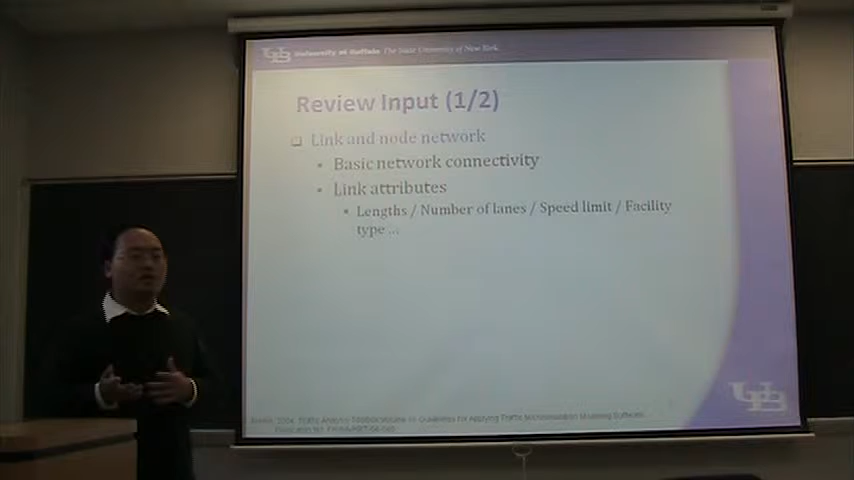 UB University at Buffalo The State University of New York
Review Input (1/2)
Link and node network
Basic network connectivity
Link attributes
Lengths / Number of lanes / Speed limit / Facility
type ...
UB